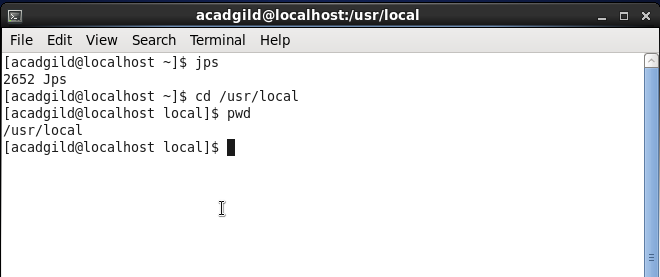 acadgild@localhost:/usr/local
File Edit View Search Terminal Help
[acadgild@localhost ~]$ jps
2652 Jps
[acadgild@localhost ~]$ cd /usr/local
[acadgild@localhost local]$ pwd
/usr/local
[acadgild@localhost local]$